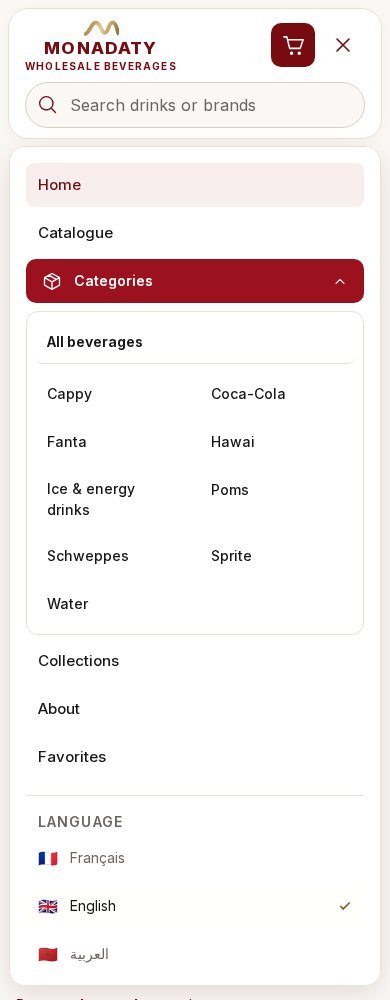 MONADATY
WHOLESALE BEVERAGES
Search drinks or brands
Home
Catalogue
Categories
All beverages
Cappy
Coca-Cola
Fanta
Hawai
Ice & energy
drinks
Poms
Schweppes
Sprite
Water
Collections
About
Favorites
LANGUAGE
Français
English
العربية